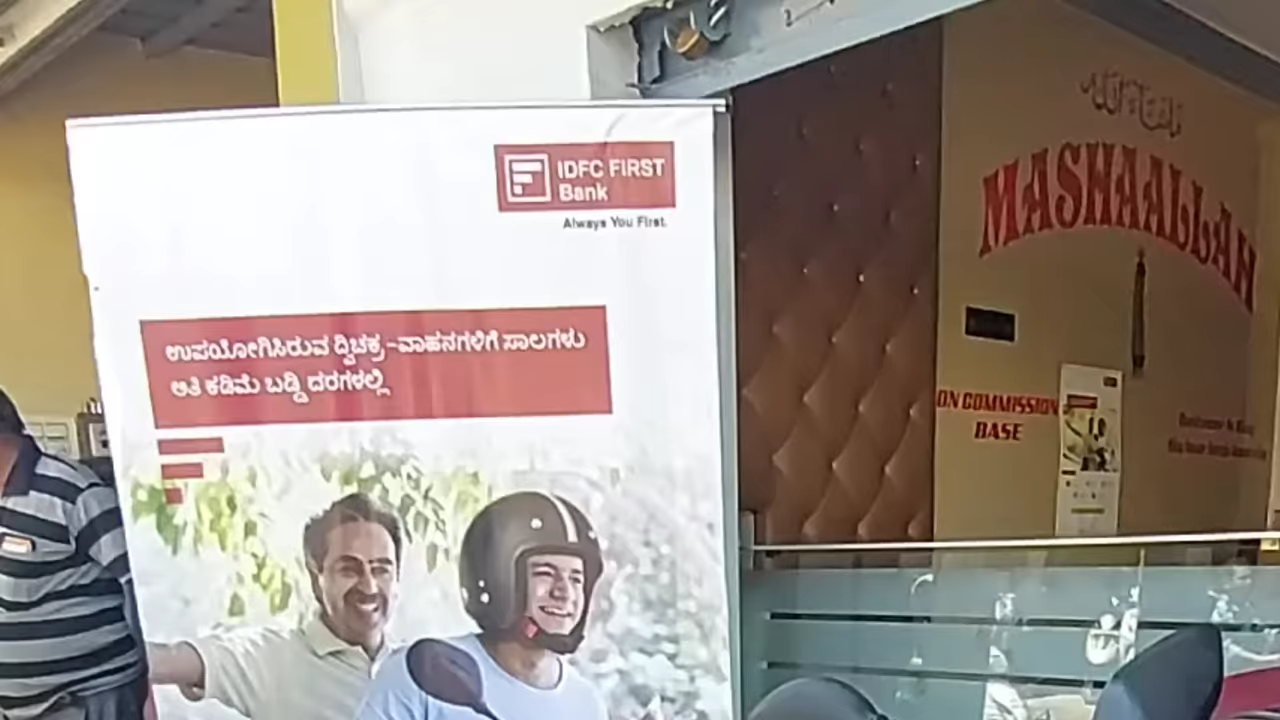 IDFC FIRST
Bank
Always You First.
ಉಪಯೋಗಿಸಿರುವ ದ್ವಿಚಕ್ರ-ವಾಹನಗಳಿಗೆ ಸಾಲಗಳು
ಅತಿ ಕಡಿಮೆ ಬಡ್ಡಿ ದರಗಳಲ್ಲಿ
MASHAALLAH
ON COMMISSION
BASE